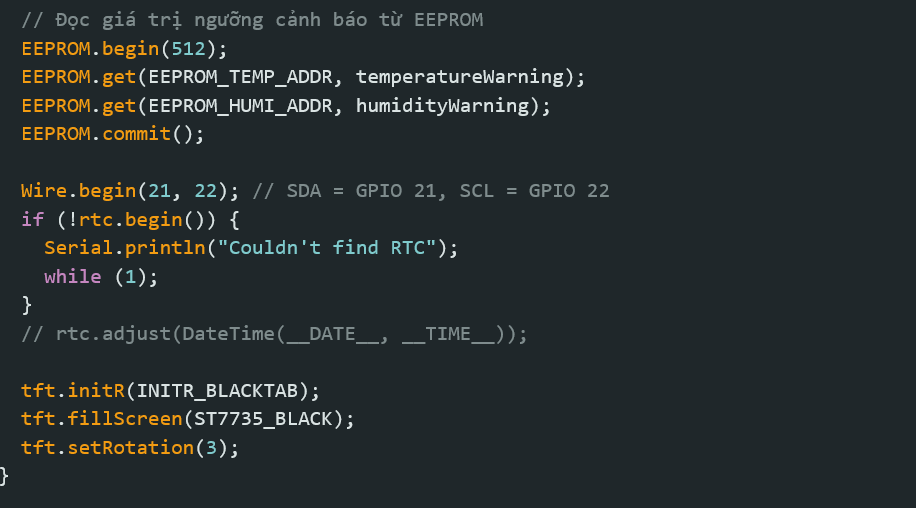 // Đọc giá trị ngưỡng cảnh báo từ EEPROM
EEPROM.begin(512);
EEPROM.get(EEPROM_TEMP_ADDR, temperatureWarning);
EEPROM.get(EEPROM_HUMI_ADDR, humidityWarning);
EEPROM.commit();
Wire.begin(21, 22); // SDA = GPIO 21, SCL = GPIO 22
if (!rtc.begin()) {
Serial.println("Couldn't find RTC");
while (1);
}
// rtc.adjust(DateTime(__DATE__, __TIME__));
tft.initR(INITR_BLACKTAB);
tft.fillScreen(ST7735_BLACK);
tft.setRotation(3);
}